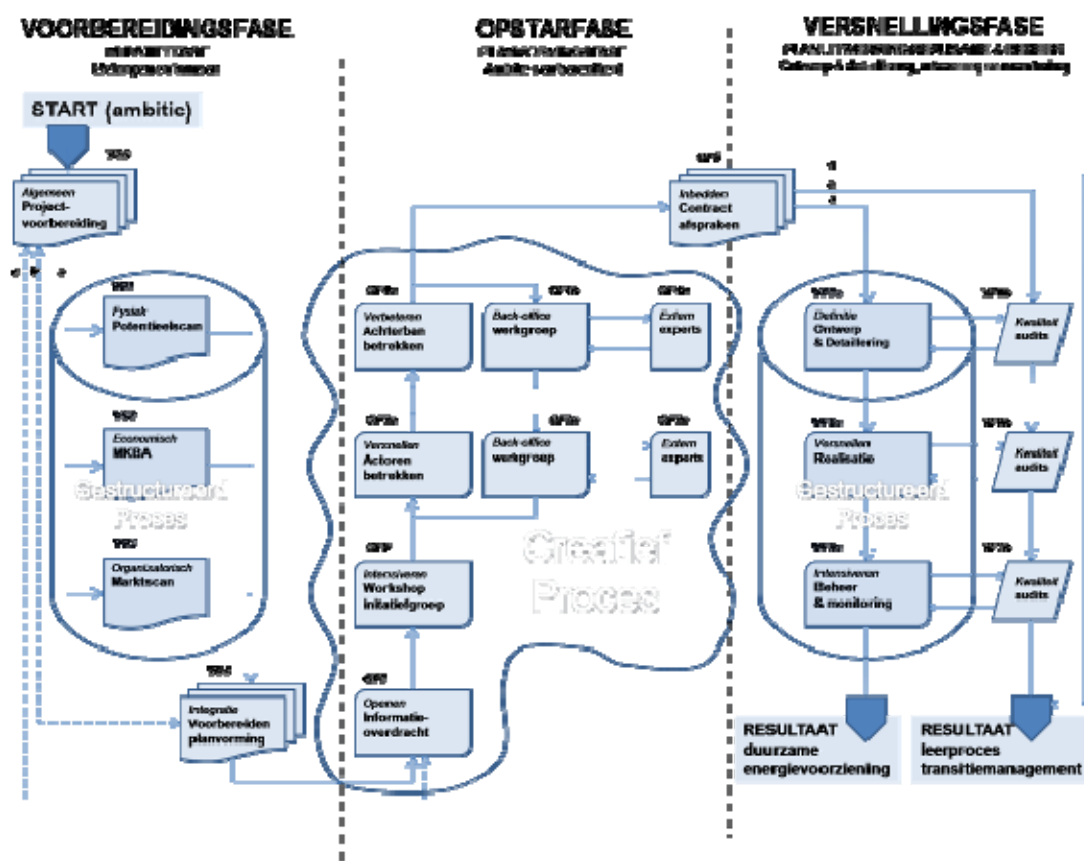 VOORBEREIDINGSFASE
START (ambitie)
Algemeen
Project-
voorbereiding
Fysiek
Potentieelscan
Economisch
MKBA
Gestructureerd
Proces
Organisatorisch
Marktscan
Integratie
Voorbereiden
planvorming
OPSTARFASE
Inbedden
Contract
afspraken
Verbeteren
Achterban
betrekken
Back-office
werkgroep
Extern
experts
Versnellen
Actoren
betrekken
Back-office
werkgroep
Extern
experts
Creatief
Proces
Intensiveren
Workshop
Initatiefgroep
Openen
Informatie-
overdracht
VERSNELLINGSFASE
Definitie
Ontwerp
& Detaillering
Kwaliteit
audits
Versnellen
Realisatie
Kwaliteit
audits
Gestructureerd
Proces
Intensiveren
Beheer
& monitoring
Kwaliteit
audits
RESULTAAT
duurzame
energievorziening
RESULTAAT
leerproces
transitiemanagement